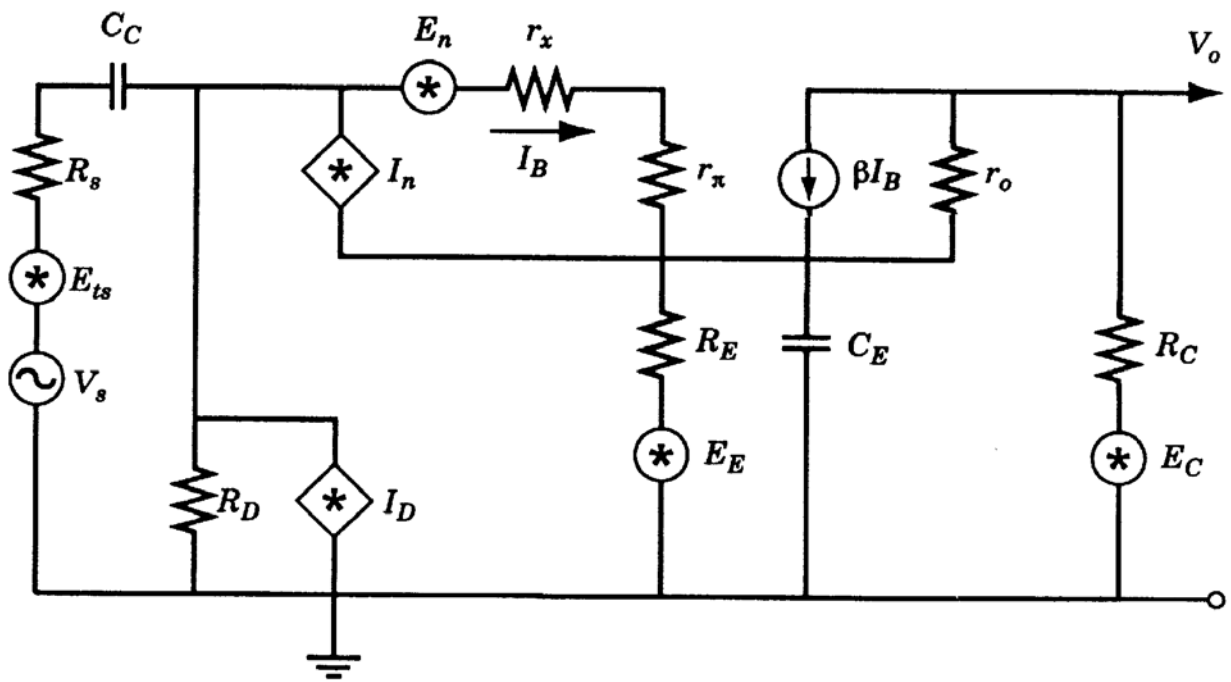 C_C
E_n
r_x
V_o
R_s
I_n
I_B
r_π
βI_B
r_o
E_ts
V_s
R_E
C_E
R_C
R_D
I_D
E_E
E_C